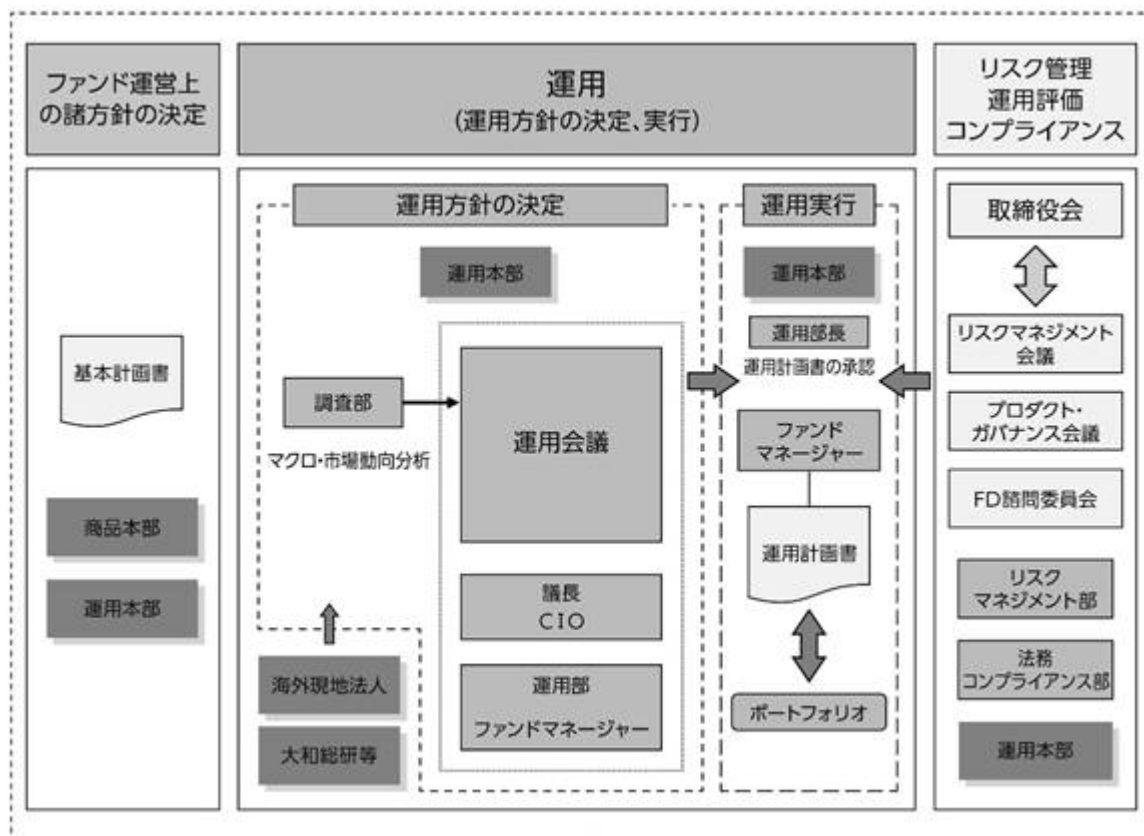 ファンド運営上
の諸方針の決定
運用
(運用方針の決定、実行)
リスク管理
運用評価
コンプライアンス
基本計画書
商品本部
運用本部
運用方針の決定
運用本部
調査部
マクロ・市場動向分析
運用会議
議長
CIO
運用部
ファンドマネージャー
海外現地法人
大和総研等
運用実行
運用本部
運用部長
運用計画書の承認
ファンド
マネージャー
運用計画書
ポートフォリオ
取締役会
リスクマネジメント
会議
プロダクト・
ガバナンス会議
FD諮問委員会
リスク
マネジメント部
法務
コンプライアンス部
運用本部